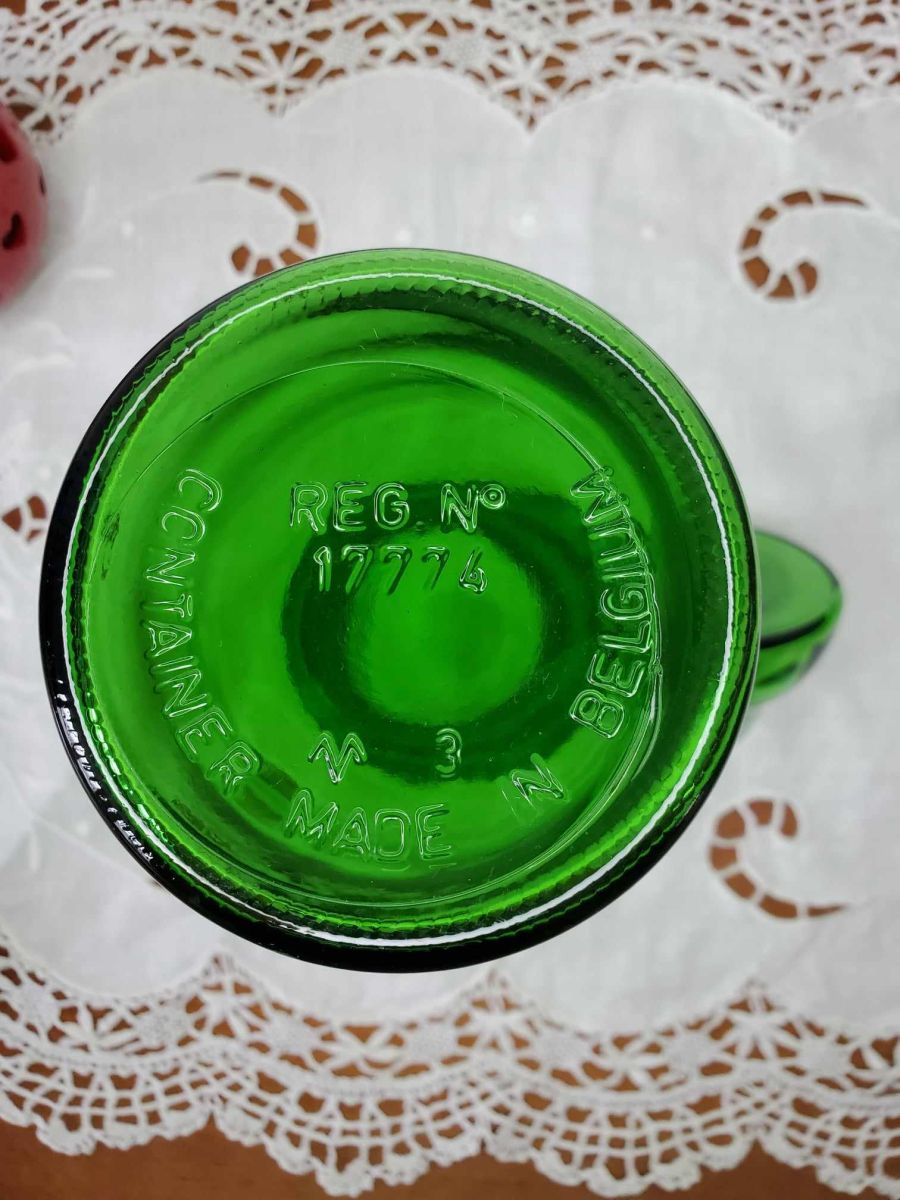 REG. Nº
17774
M 3
CONTAINER MADE IN BELGIUM